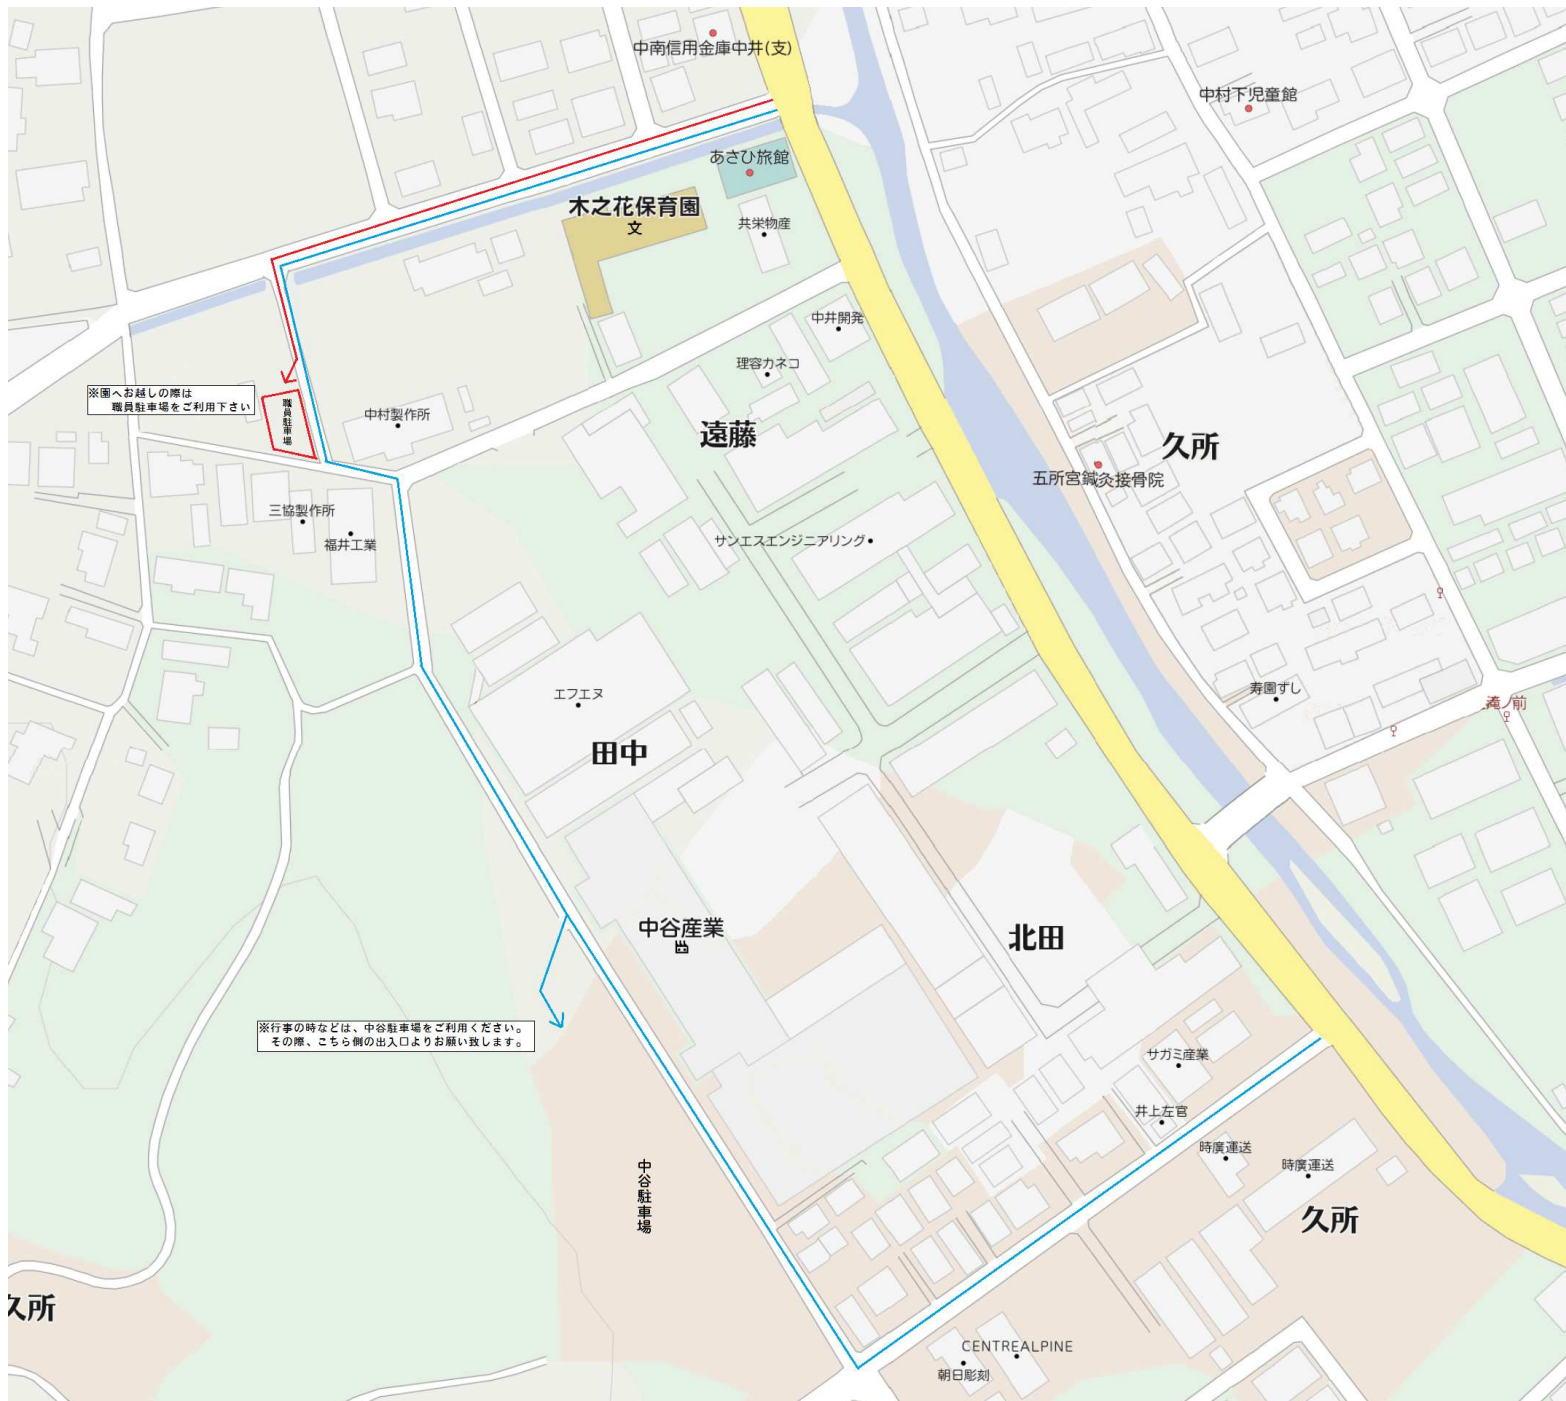 中南信用金庫中井(支)
中村下児童館
あさひ旅館
木之花保育園
文
共栄物産
中井開発
理容カネコ
※園へお越しの際は
職員駐車場をご利用下さい
職員駐車場
中村製作所
遠藤
久所
五所宮鍼灸接骨院
三協製作所
福井工業
サンエスエンジニアリング
エフエヌ
寿園ずし
滝ノ前
田中
中谷産業
北田
※行事の時などは、中谷駐車場をご利用ください。
その際、こちら側の出入口よりお願い致します。
サガミ産業
井上左官
時廣運送
時廣運送
中谷駐車場
久所
久所
CENTREALPINE
朝日彫刻